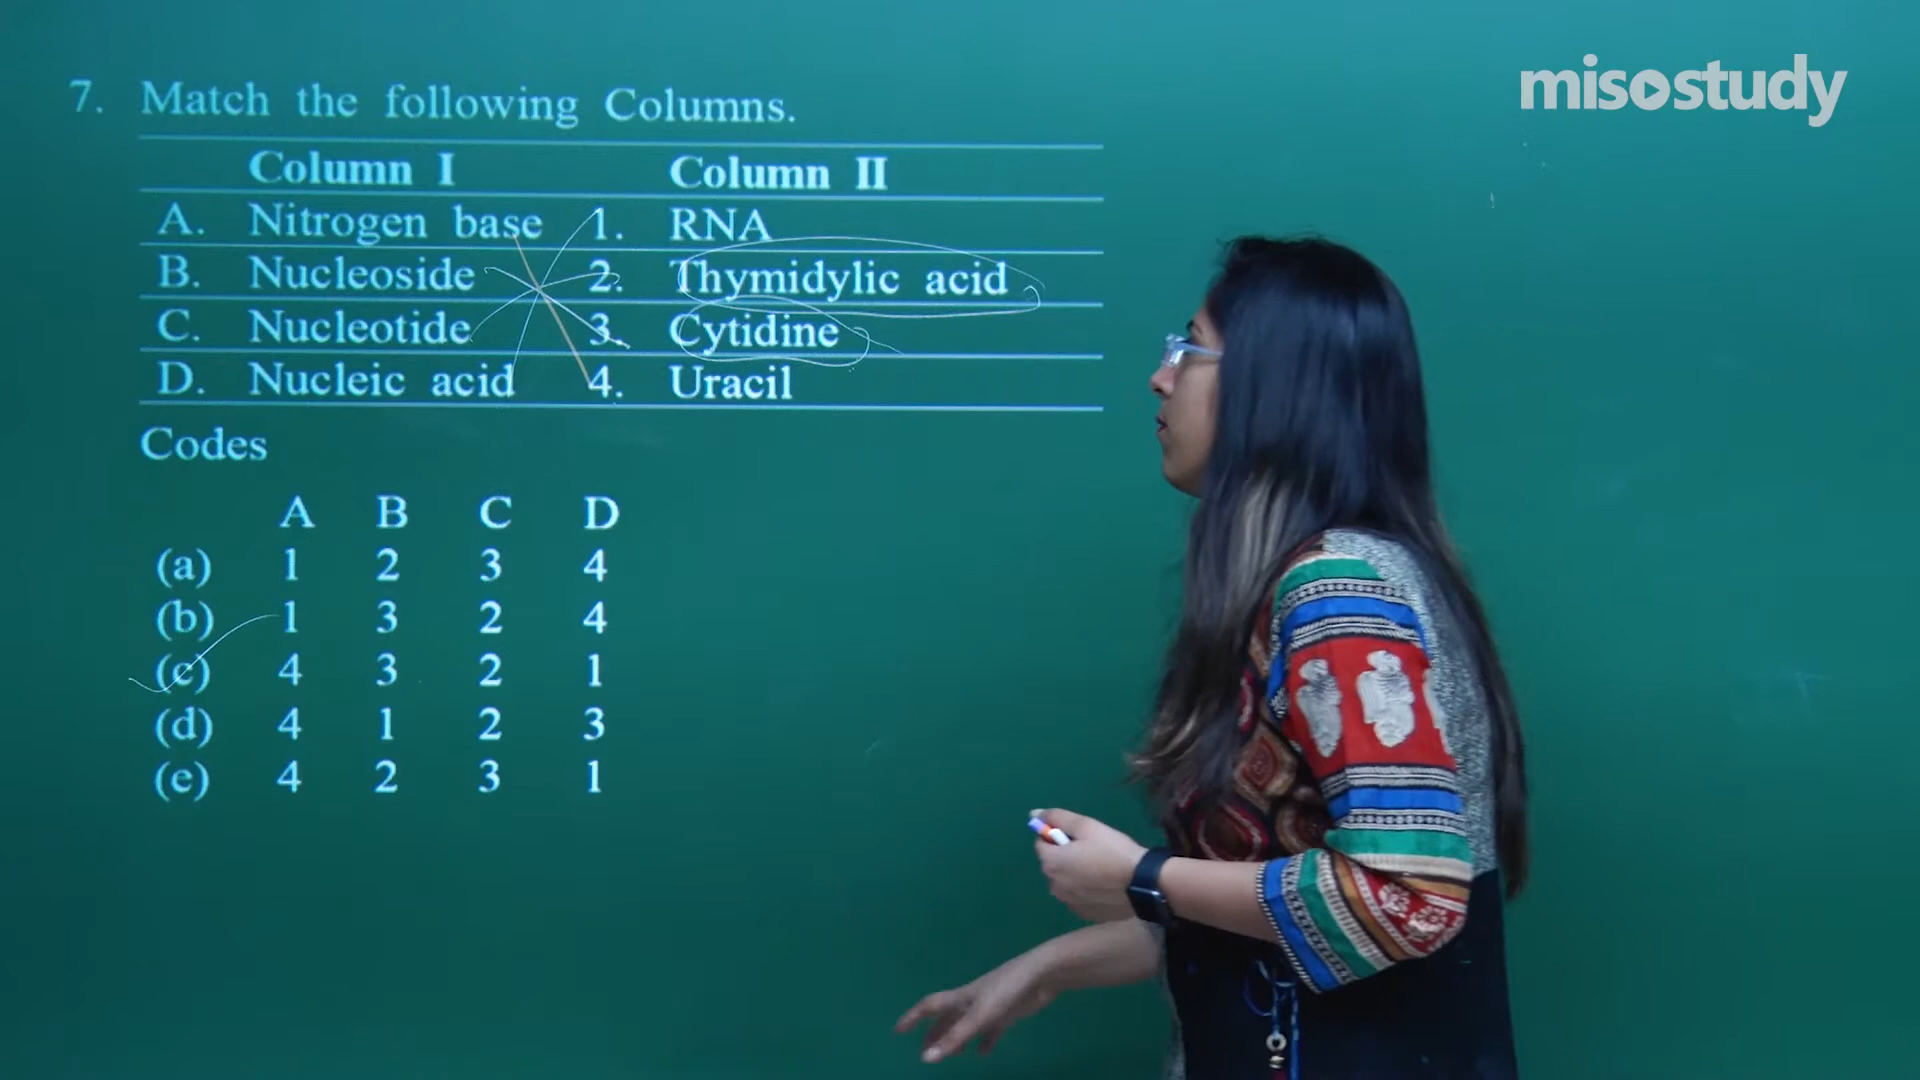 misostudy
7. Match the following Columns.
Column I Column II
A. Nitrogen base 1. RNA
B. Nucleoside 2. Thymidylic acid
C. Nucleotide 3. Cytidine
D. Nucleic acid 4. Uracil
Codes
A B C D
(a) 1 2 3 4
(b) 1 3 2 4
(c) 4 3 2 1
(d) 4 1 2 3
(e) 4 2 3 1